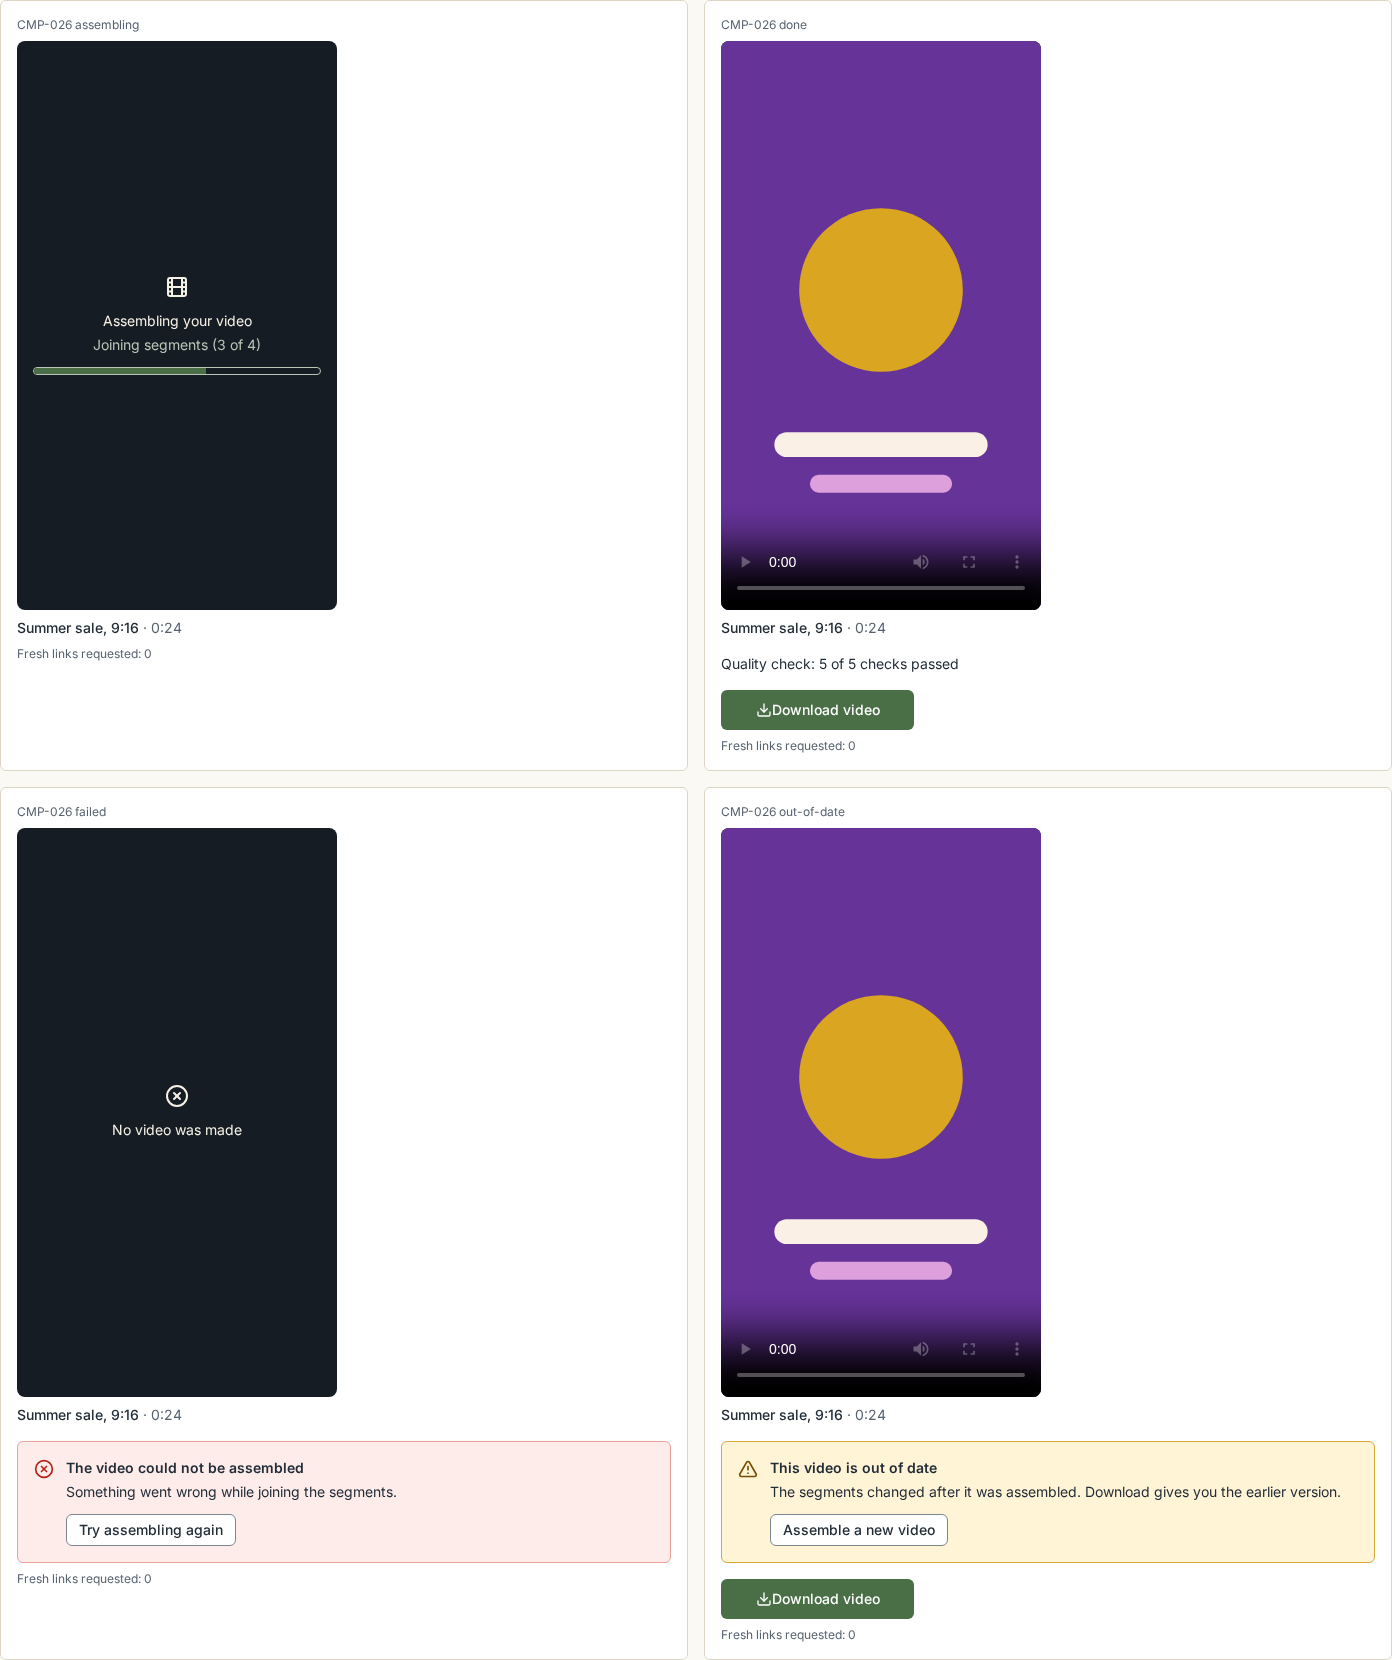 CMP-026 assembling
Assembling your video
Joining segments (3 of 4)
Summer sale, 9:16 · 0:24
Fresh links requested: 0
CMP-026 done
0:00
Summer sale, 9:16 · 0:24
Quality check: 5 of 5 checks passed
Download video
Fresh links requested: 0
CMP-026 failed
No video was made
Summer sale, 9:16 · 0:24
The video could not be assembled
Something went wrong while joining the segments.
Try assembling again
Fresh links requested: 0
CMP-026 out-of-date
0:00
Summer sale, 9:16 · 0:24
This video is out of date
The segments changed after it was assembled. Download gives you the earlier version.
Assemble a new video
Download video
Fresh links requested: 0